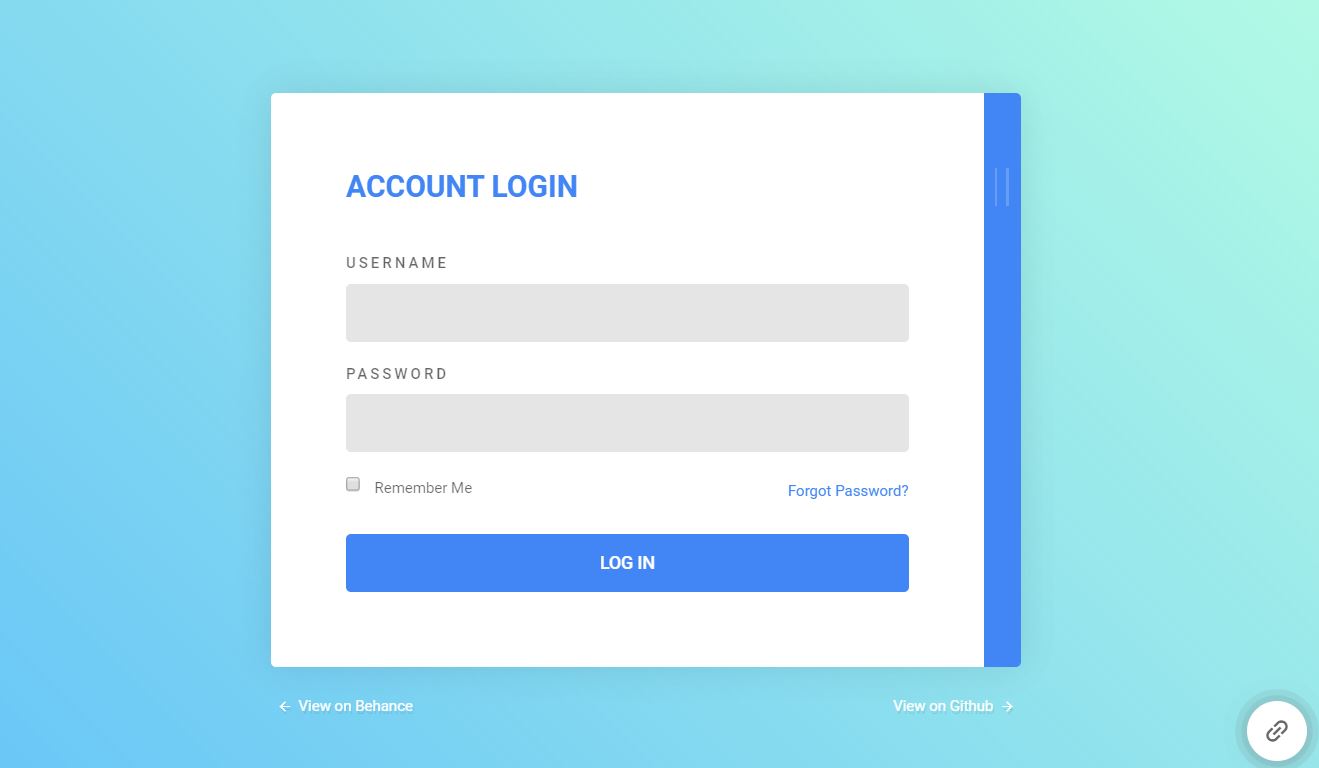 ACCOUNT LOGIN
USERNAME
PASSWORD
Remember Me
Forgot Password?
LOG IN
← View on Behance
View on Github →